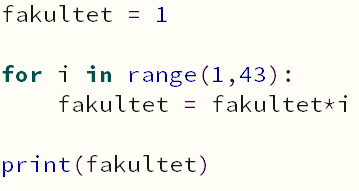 fakultet = 1
for i in range(1,43):
    fakultet = fakultet*i
print(fakultet)